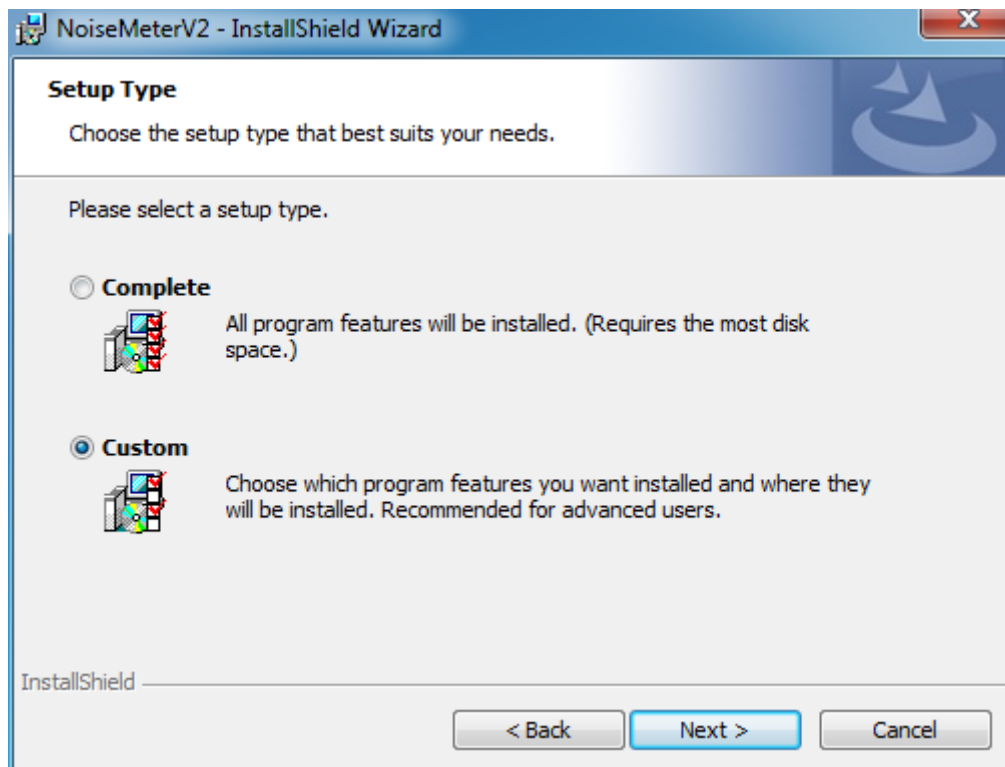 NoiseMeterV2 - InstallShield Wizard
Setup Type
Choose the setup type that best suits your needs.
Please select a setup type.
Complete
All program features will be installed. (Requires the most disk
space.)
Custom
Choose which program features you want installed and where they
will be installed. Recommended for advanced users.
InstallShield
< Back
Next >
Cancel